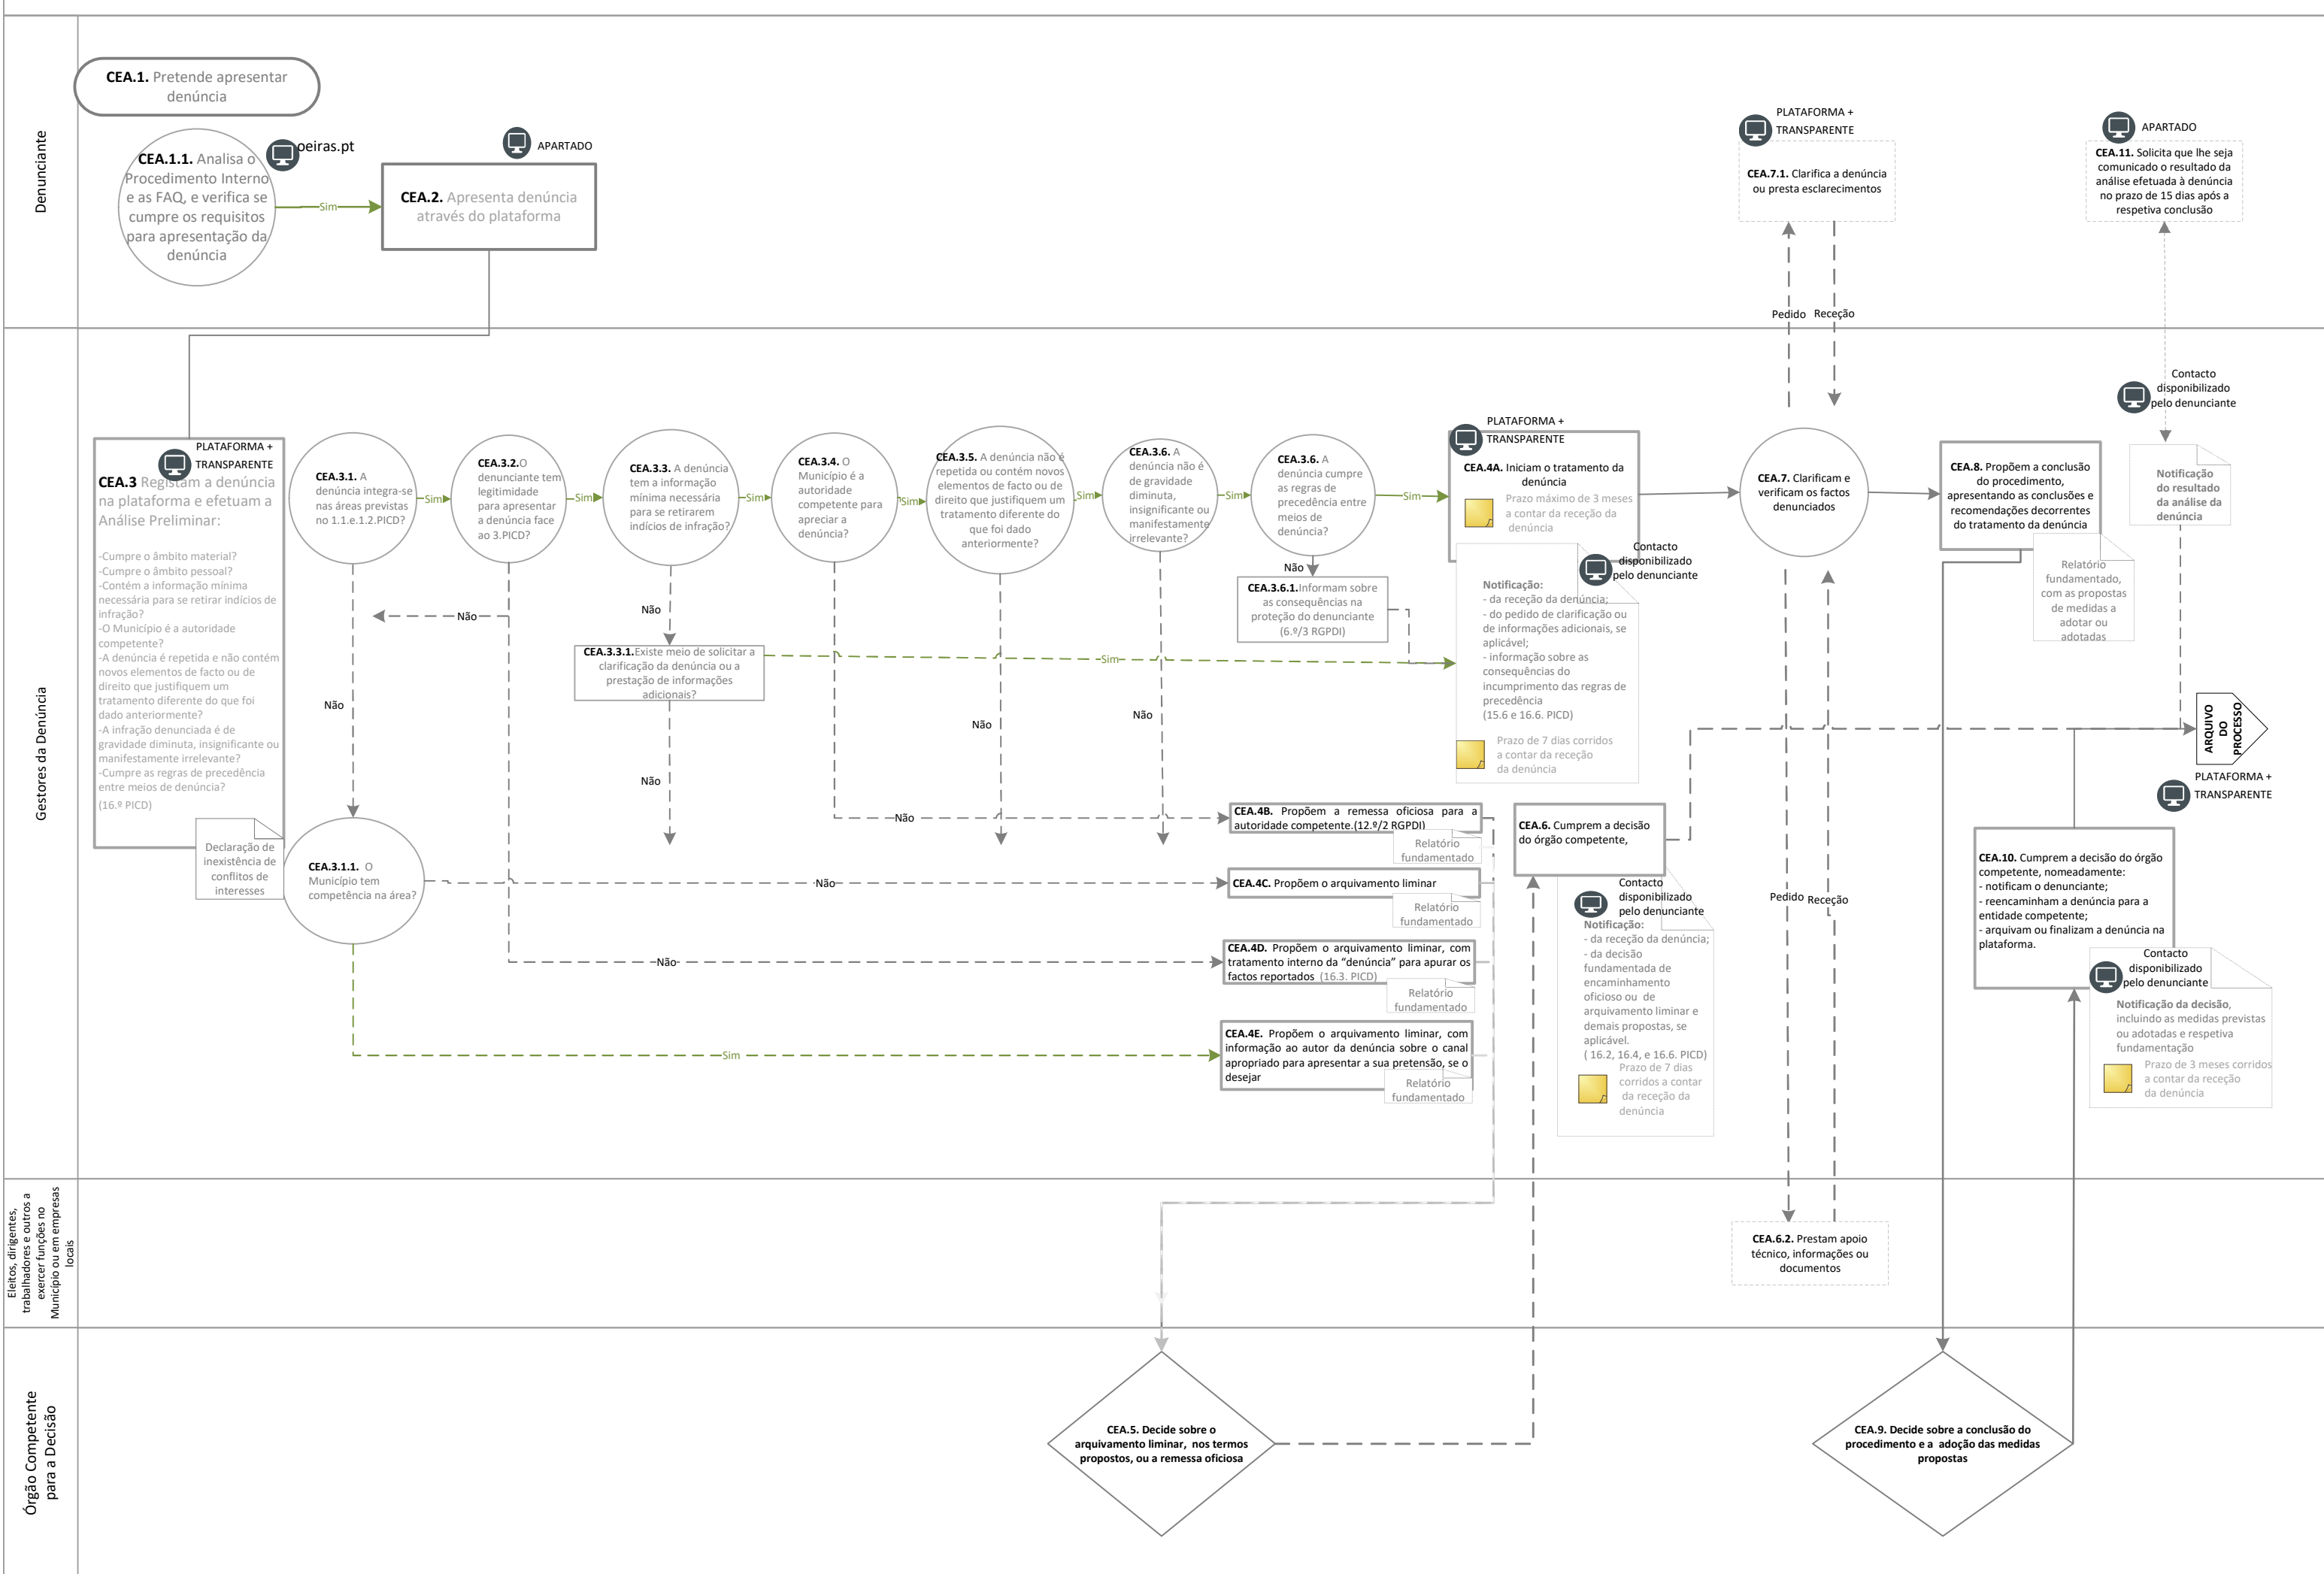 Denunciante
CEA.1. Pretende apresentar
denúncia
CEA.1.1. Analisa o
Procedimento Interno
e as FAQ, e verifica se
cumpre os requisitos
para apresentação da
denúncia
oeiras.pt
Sim
APARTADO
CEA.2. Apresenta denúncia
através do plataforma
PLATAFORMA +
TRANSPARENTE
CEA.7.1. Clarifica a denúncia
ou presta esclarecimentos
APARTADO
CEA.11. Solicita que lhe seja
comunicado o resultado da
análise efetuada à denúncia
no prazo de 15 dias após a
respetiva conclusão
Pedido
Receção
Gestores da Denúncia
PLATAFORMA +
TRANSPARENTE
CEA.3 Registam a denúncia
na plataforma e efetuam a
Análise Preliminar:
-Cumpre o âmbito material?
-Cumpre o âmbito pessoal?
-Contém a informação mínima
necessária para se retirar indícios de
infração?
-O Município é a autoridade
competente?
-A denúncia é repetida e não contém
novos elementos de facto ou de
direito que justifiquem um
tratamento diferente do que foi
dado anteriormente?
-A infração denunciada é de
gravidade diminuta, insignificante ou
manifestamente irrelevante?
-Cumpre as regras de precedência
entre meios de denúncia?
(16.º PICD)
Declaração de
inexistência de
conflitos de
interesses
CEA.3.1. A
denúncia integra-se
nas áreas previstas
no 1.1.e.1.2.PICD?
Sim
Não
CEA.3.1.1. O
Município tem
competência na área?
Não
Sim
CEA.3.2.O
denunciante tem
legitimidade
para apresentar
a denúncia face
ao 3.PICD?
Sim
Não
Não
CEA.3.3. A denúncia
tem a informação
mínima necessária
para se retirarem
indícios de infração?
Sim
Não
CEA.3.3.1.Existe meio de solicitar a
clarificação da denúncia ou a
prestação de informações
adicionais?
Sim
Não
CEA.3.4. O
Município é a
autoridade
competente para
apreciar a
denúncia?
Sim
Não
CEA.3.5. A denúncia não é
repetida ou contém novos
elementos de facto ou de
direito que justifiquem um
tratamento diferente do
que foi dado
anteriormente?
Sim
Não
CEA.3.6. A
denúncia não é
de gravidade
diminuta,
insignificante ou
manifestamente
irrelevante?
Sim
Não
CEA.3.6. A
denúncia cumpre
as regras de
precedência entre
meios de
denúncia?
Sim
Não
CEA.3.6.1.Informam sobre
as consequências na
proteção do denunciante
(6.º/3 RGPDI)
PLATAFORMA +
TRANSPARENTE
CEA.4A. Iniciam o tratamento da
denúncia
Prazo máximo de 3 meses
a contar da receção da
denúncia
Contacto
disponibilizado
pelo denunciante
Notificação:
- da receção da denúncia;
- do pedido de clarificação ou
de informações adicionais, se
aplicável;
- informação sobre as
consequências do
incumprimento das regras de
precedência
(15.6 e 16.6. PICD)
Prazo de 7 dias corridos
a contar da receção
da denúncia
CEA.4B. Propõem a remessa oficiosa para a
autoridade competente.(12.º/2 RGPDI)
Relatório
fundamentado
CEA.4C. Propõem o arquivamento liminar
Relatório
fundamentado
CEA.4D. Propõem o arquivamento liminar, com
tratamento interno da “denúncia” para apurar os
factos reportados (16.3. PICD)
Relatório
fundamentado
CEA.4E. Propõem o arquivamento liminar, com
informação ao autor da denúncia sobre o canal
apropriado para apresentar a sua pretensão, se o
desejar
Relatório
fundamentado
CEA.6. Cumprem a decisão
do órgão competente,
Contacto
disponibilizado
pelo denunciante
Notificação:
- da receção da denúncia;
- da decisão
fundamentada de
encaminhamento
oficioso ou de
arquivamento liminar e
demais propostas, se
aplicável.
( 16.2, 16.4, e 16.6. PICD)
Prazo de 7 dias
corridos a contar
da receção da
denúncia
CEA.7. Clarificam e
verificam os factos
denunciados
Pedido
Receção
CEA.8. Propõem a conclusão
do procedimento,
apresentando as conclusões e
recomendações decorrentes
do tratamento da denúncia
Relatório
fundamentado,
com as propostas
de medidas a
adotar ou
adotadas
Contacto
disponibilizado
pelo denunciante
Notificação
do resultado
da análise da
denúncia
ARQUIVO
DO
PROCESSO
PLATAFORMA +
TRANSPARENTE
CEA.10. Cumprem a decisão do órgão
competente, nomeadamente:
- notificam o denunciante;
- reencaminham a denúncia para a
entidade competente;
- arquivam ou finalizam a denúncia na
plataforma.
Contacto
disponibilizado
pelo denunciante
Notificação da decisão,
incluindo as medidas previstas
ou adotadas e respetiva
fundamentação
Prazo de 3 meses corridos
a contar da receção
da denúncia
Eleitos, dirigentes,
trabalhadores e outros a
exercer funções no
Município ou em empresas
locais
CEA.6.2. Prestam apoio
técnico, informações ou
documentos
Órgão Competente
para a Decisão
CEA.5. Decide sobre o
arquivamento liminar, nos termos
propostos, ou a remessa oficiosa
CEA.9. Decide sobre a conclusão do
procedimento e a adoção das medidas
propostas